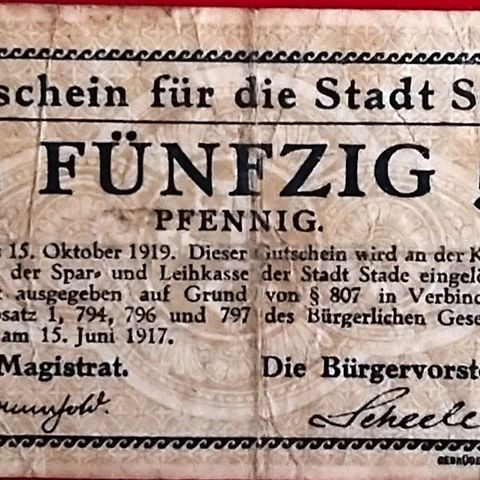 schein für die Stadt S
FÜNFZIG
PFENNIG.
15. Oktober 1919. Dieser Gutschein wird an der K
der Spar- und Leihkasse der Stadt Stade eingelö
ausgegeben auf Grund von § 807 in Verbind
satz 1, 794, 796 und 797 des Bürgerlichen Gese
am 15. Juni 1917.
Magistrat. Die Bürgervorste
Scheele
GEBRÜDE